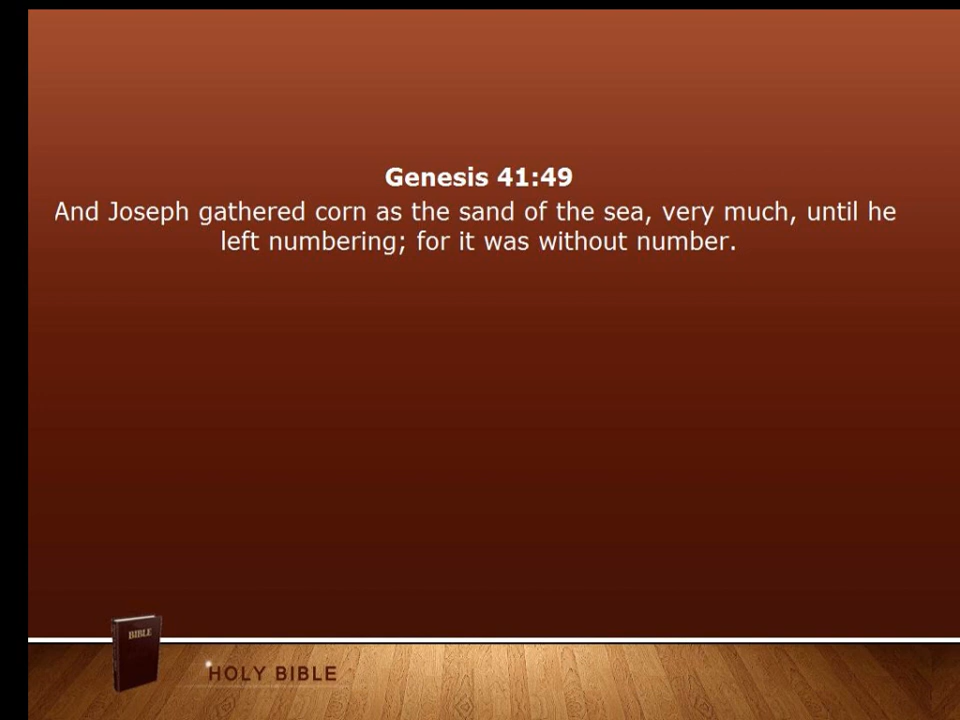 Genesis 41:49
And Joseph gathered corn as the sand of the sea, very much, until he
left numbering; for it was without number.
BIBLE
HOLY BIBLE